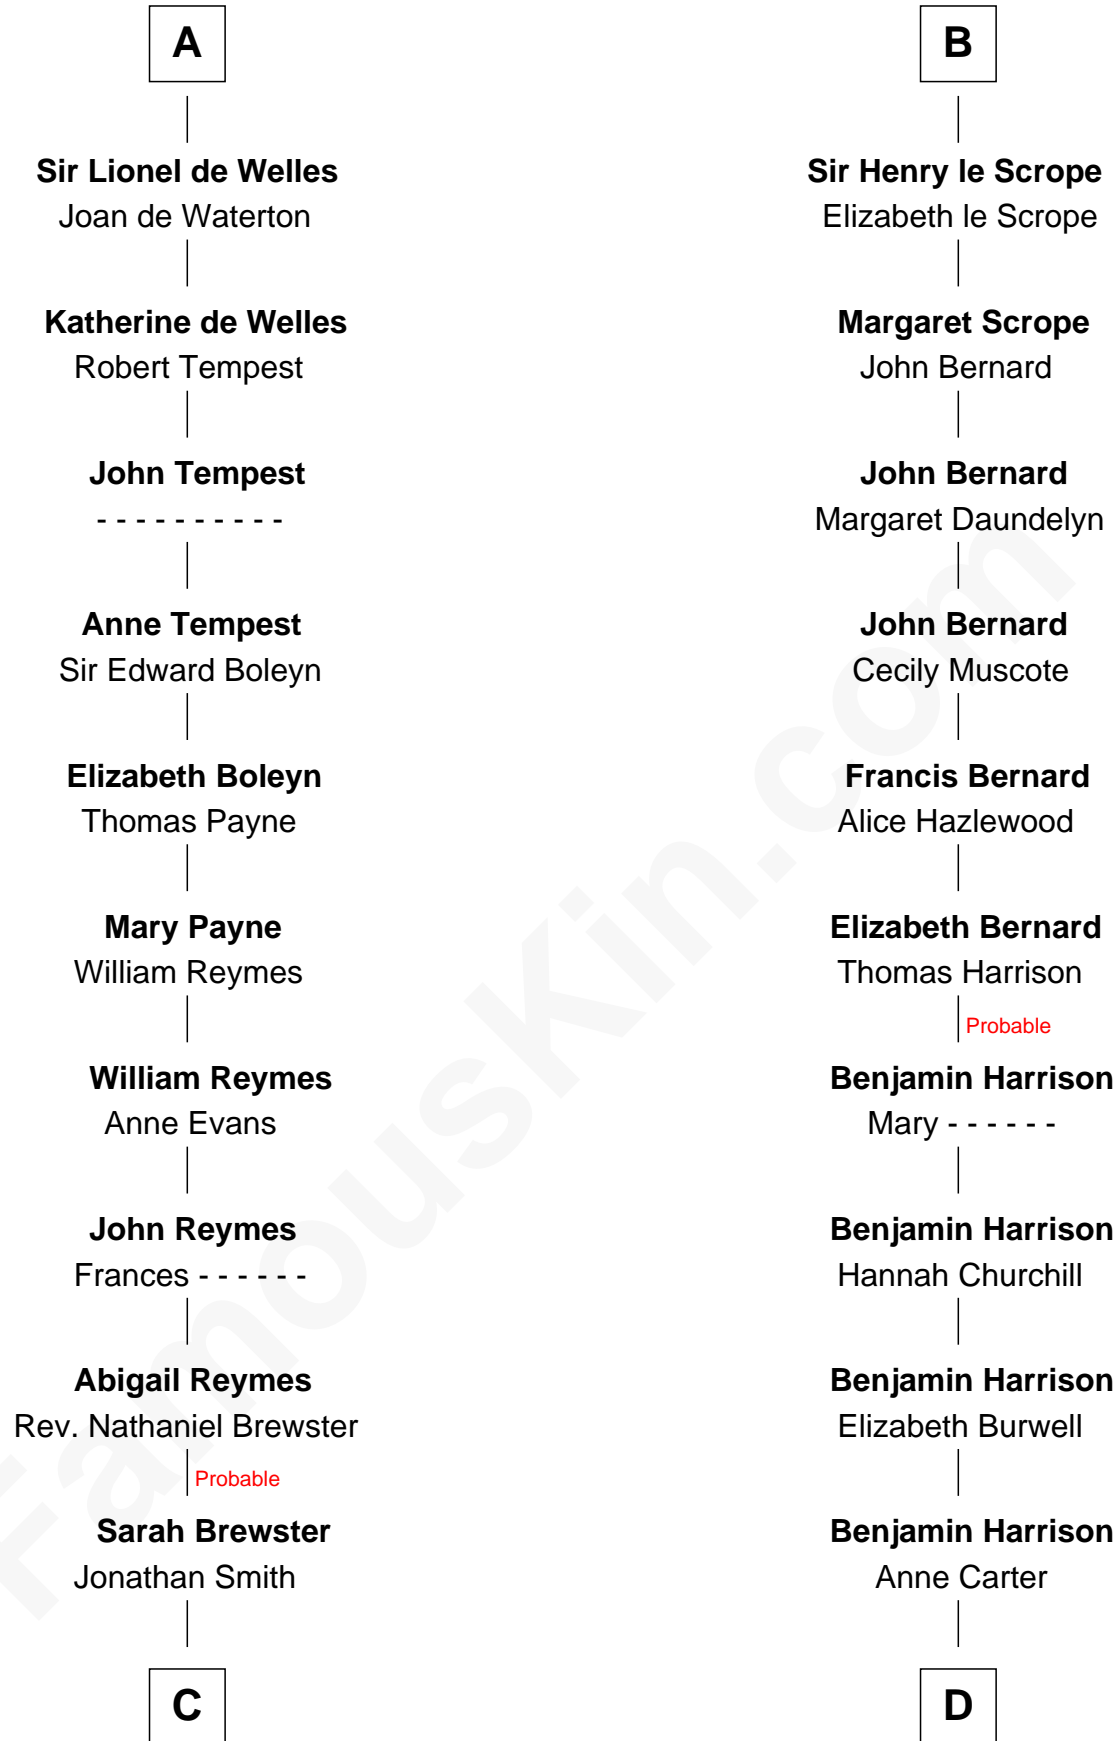 A
Sir Lionel de Welles
Joan de Waterton
Katherine de Welles
Robert Tempest
John Tempest
- - - - - - - - - -
Anne Tempest
Sir Edward Boleyn
Elizabeth Boleyn
Thomas Payne
Mary Payne
William Reymes
William Reymes
Anne Evans
John Reymes
Frances - - - - - -
Abigail Reymes
Rev. Nathaniel Brewster
Probable
Sarah Brewster
Jonathan Smith
C
B
Sir Henry le Scrope
Elizabeth le Scrope
Margaret Scrope
John Bernard
John Bernard
Margaret Daundelyn
John Bernard
Cecily Muscote
Francis Bernard
Alice Hazlewood
Elizabeth Bernard
Thomas Harrison
Probable
Benjamin Harrison
Mary - - - - - -
Benjamin Harrison
Hannah Churchill
Benjamin Harrison
Elizabeth Burwell
Benjamin Harrison
Anne Carter
D
FamousKin.com